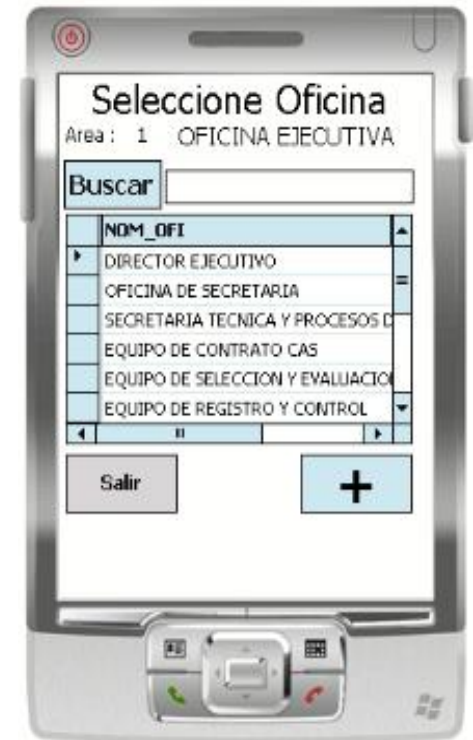 Seleccione Oficina
Area : 1 OFICINA EJECUTIVA
Buscar
NOM_OFI
DIRECTOR EJECUTIVO
OFICINA DE SECRETARIA
SECRETARIA TECNICA Y PROCESOS D
EQUIPO DE CONTRATO CAS
EQUIPO DE SELECCION Y EVALUACIO
EQUIPO DE REGISTRO Y CONTROL
Salir +